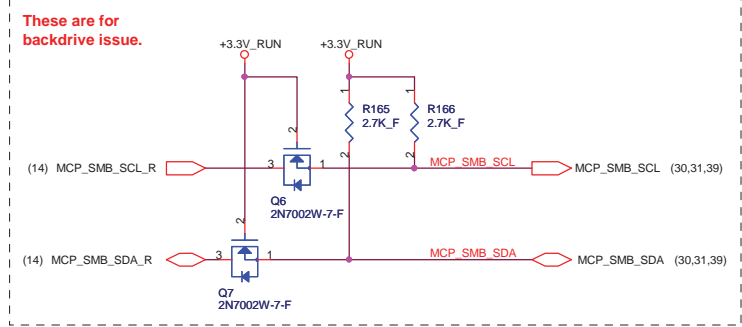 These are for
backdrive issue.
+3.3V_RUN +3.3V_RUN
1 1
R165 R166
2.7K_F 2.7K_F
2 2 2
(14) MCP_SMB_SCL_R 3 1 MCP_SMB_SCL MCP_SMB_SCL (30,31,39)
Q6
2N7002W-7-F
2
(14) MCP_SMB_SDA_R 3 1 MCP_SMB_SDA MCP_SMB_SDA (30,31,39)
Q7
2N7002W-7-F